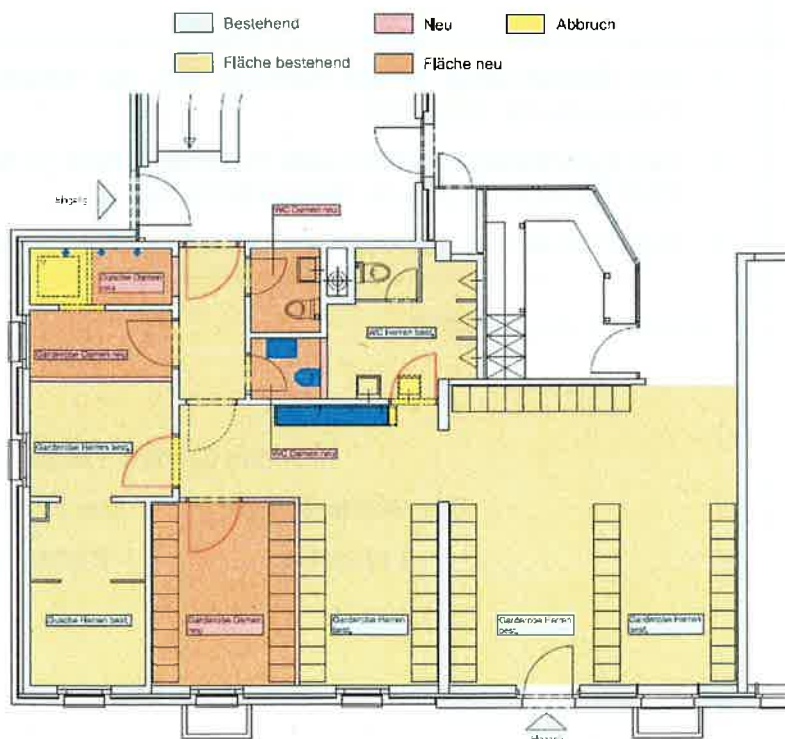 Bestehend
Neu
Abbruch
Fläche bestehend
Fläche neu
Eingang
WC Damen neu
Dusche Damen
neu
Garderobe Damen neu
WC Herren best.
Garderobe Herren best.
WC Damen neu
Dusche Herren best.
Garderobe Damen
neu
Garderobe Herren
best.
Garderobe Herren
best.
Garderobe Herren
best.
Eingang